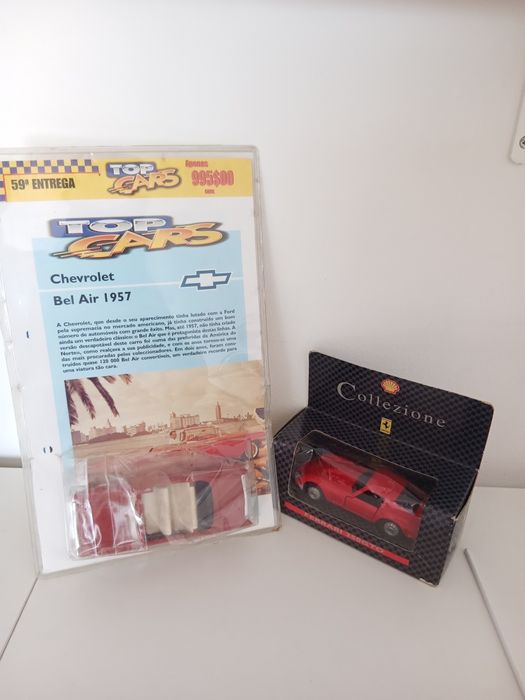 59ª ENTREGA
TOP CARS
Apenas
995$00
TOP
CARS
Chevrolet
Bel Air 1957
A Chevrolet, que desde o seu aparecimento tinha lutado com a Ford
pela supremacia no mercado americano, já tinha construído um bom
número de automóveis com grande êxito. Mas, até 1957, não tinha criado
ainda um verdadeiro clássico: o Bel Air que é protagonista destas linhas. A
versão descapotável deste carro foi numa das preferidas da América do
Norte, como realçava a sua publicidade, e com os anos tornou-se uma
das mais procuradas pelos coleccionadores. Em dois anos, foram cons-
truídos quase 120 000 Bel Air convertíveis, um verdadeiro recorde para
uma viatura tão cara.
Collezione
FERRARI 250GTO